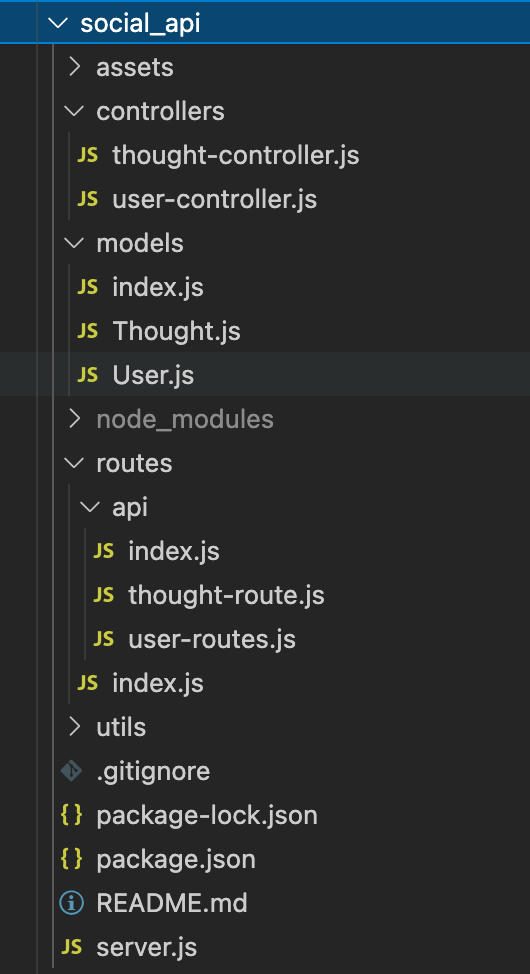 social_api
assets
controllers
JS thought-controller.js
JS user-controller.js
models
JS index.js
JS Thought.js
JS User.js
node_modules
routes
api
JS index.js
JS thought-route.js
JS user-routes.js
JS index.js
utils
.gitignore
{} package-lock.json
{} package.json
README.md
JS server.js